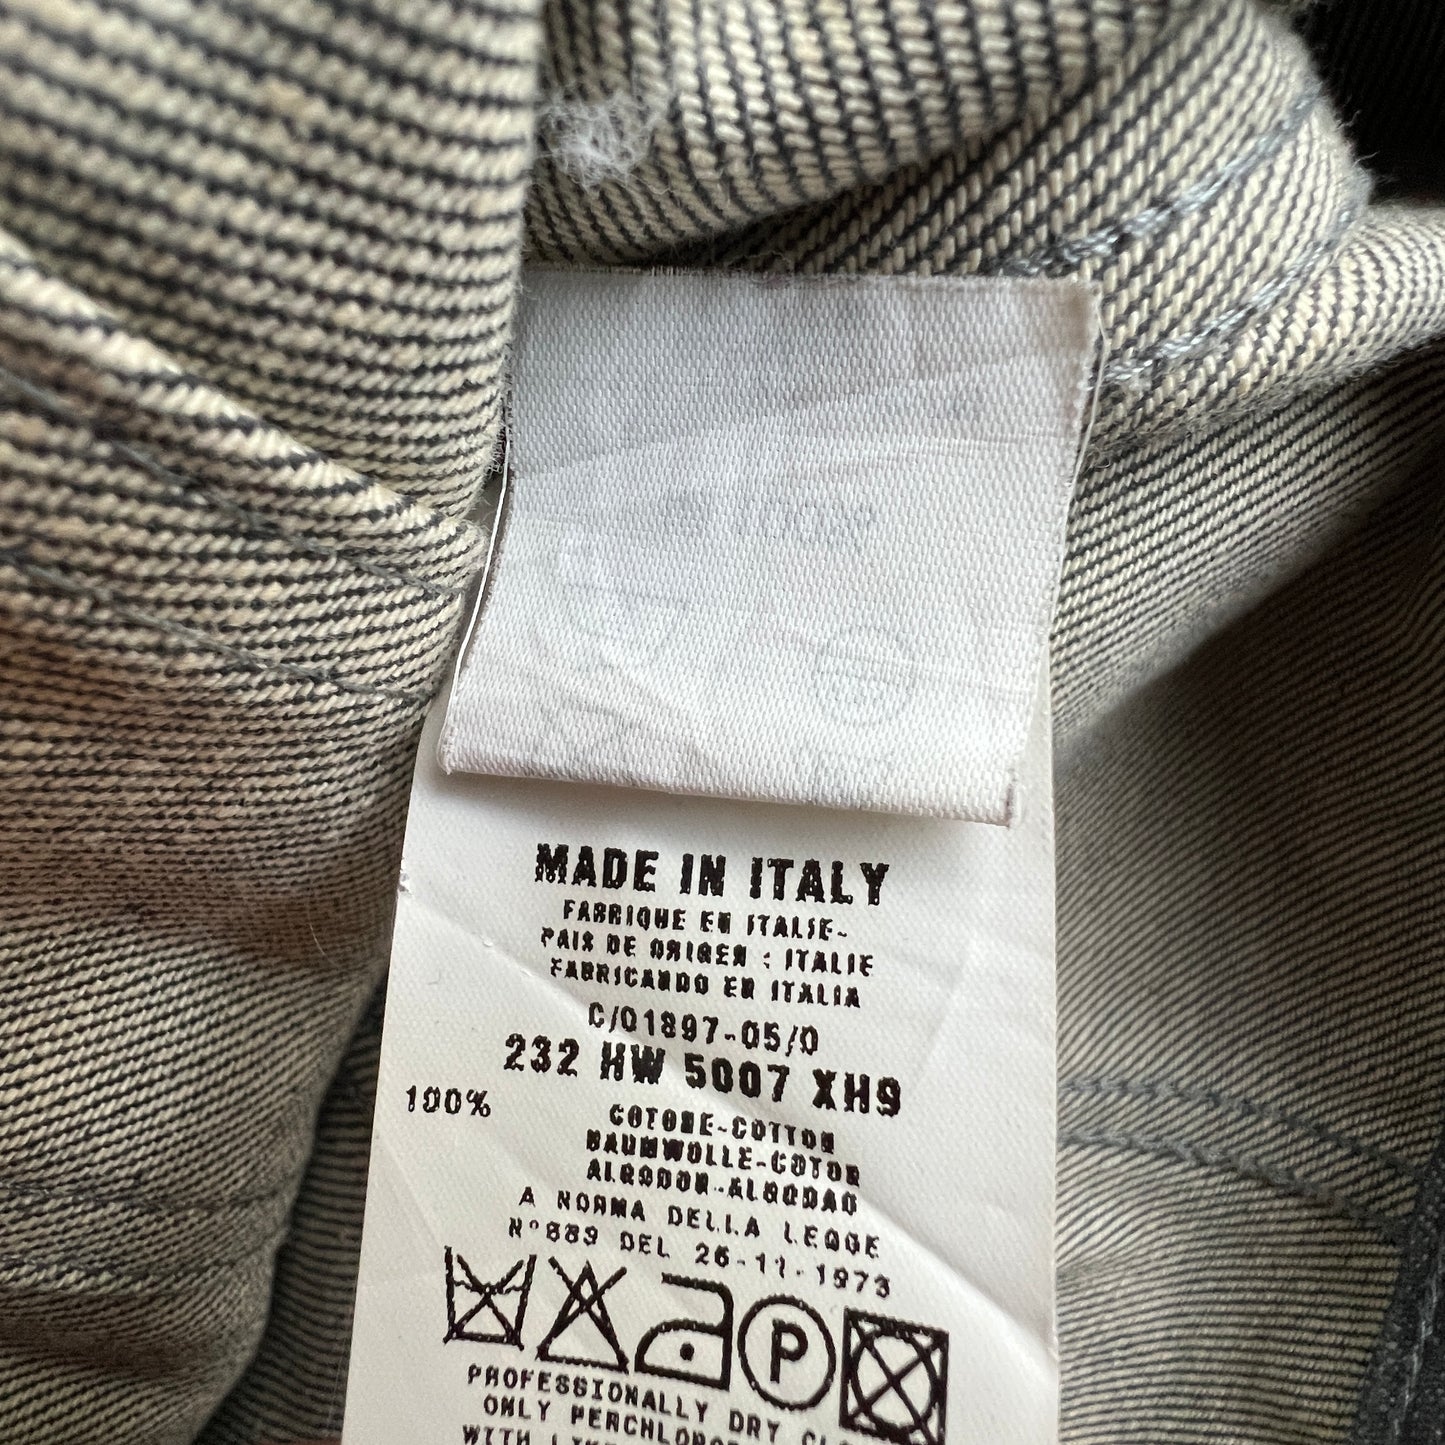 MADE IN ITALY
FABRIQUE EN ITALIE-
PAIS DE ORIGEN : ITALIE
FABRICANDO EN ITALIA
C/01897-05/0
232 HW 5007 XH9
100% COTONE-COTTON
BAUMWOLLE-COTON
ALGODON-ALGODAO
A NORMA DELLA LEGGE
N°883 DEL 26-11-1973
P
PROFESSIONALLY DRY
ONLY
WITH